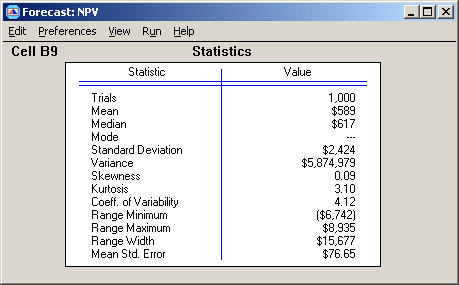 Forecast: NPV
Edit Preferences View Run Help
Cell B9 Statistics
Statistic Value
Trials 1,000
Mean $589
Median $617
Mode ---
Standard Deviation $2,424
Variance $5,874,979
Skewness 0.09
Kurtosis 3.10
Coeff. of Variability 4.12
Range Minimum ($6,742)
Range Maximum $8,935
Range Width $15,677
Mean Std. Error $76.65